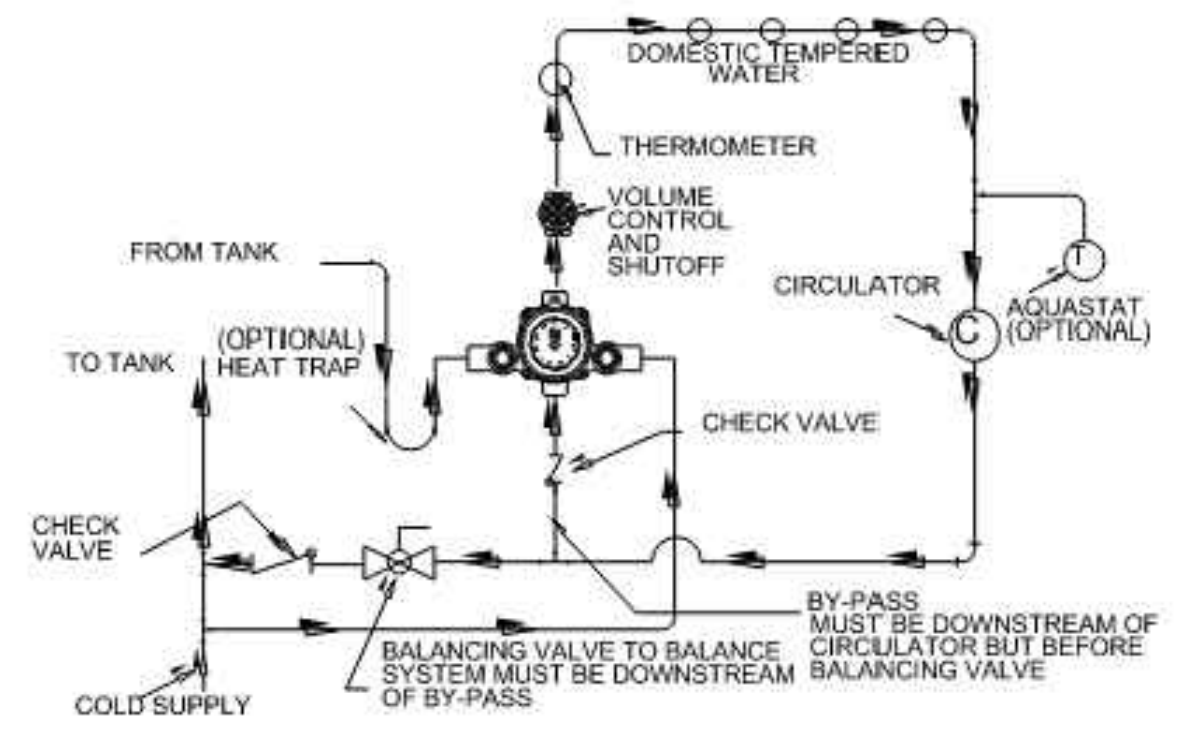 DOMESTIC TEMPERED
WATER
THERMOMETER
VOLUME
CONTROL
AND
SHUTOFF
FROM TANK
CIRCULATOR
T
AQUASTAT
(OPTIONAL)
C
(OPTIONAL)
HEAT TRAP
TO TANK
CHECK VALVE
CHECK
VALVE
BY-PASS
MUST BE DOWNSTREAM OF
CIRCULATOR BUT BEFORE
BALANCING VALVE
BALANCING VALVE TO BALANCE
SYSTEM MUST BE DOWNSTREAM
OF BY-PASS
COLD SUPPLY